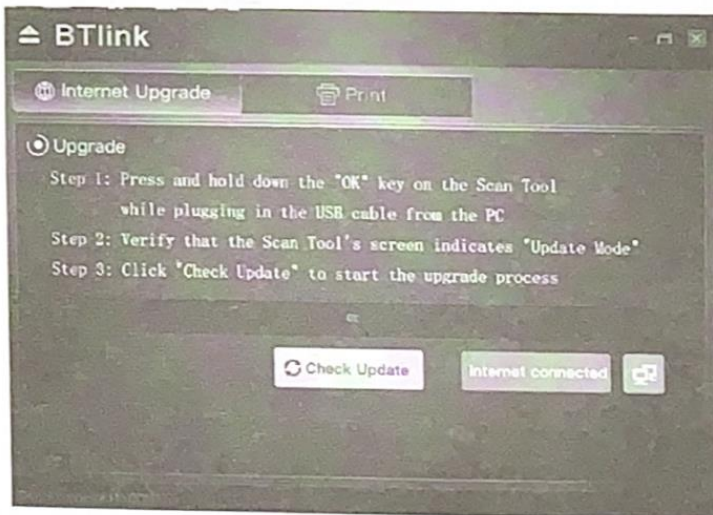 BTlink
Internet Upgrade
Print
Upgrade
Step 1: Press and hold down the "OK" key on the Scan Tool
while plugging in the USB cable from the PC
Step 2: Verify that the Scan Tool's screen indicates "Update Mode"
Step 3: Click "Check Update" to start the upgrade process
Check Update
Internet connected